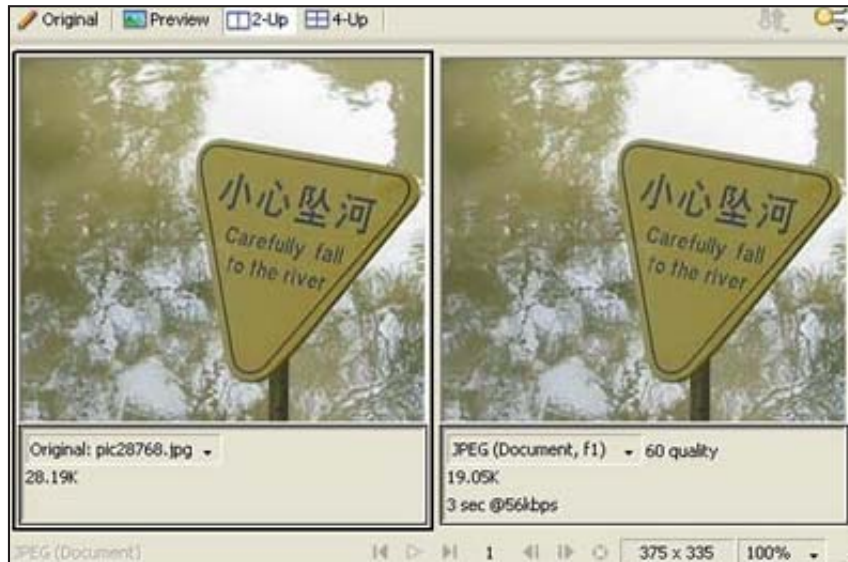 Original Preview 2-Up 4-Up
小心坠河
Carefully fall
to the river
小心坠河
Carefully fall
to the river
Original: pic28768.jpg
28.19K
JPEG (Document, f1) 60 quality
19.05K
3 sec @56kbps
JPEG (Document) 1 375 x 335 100%